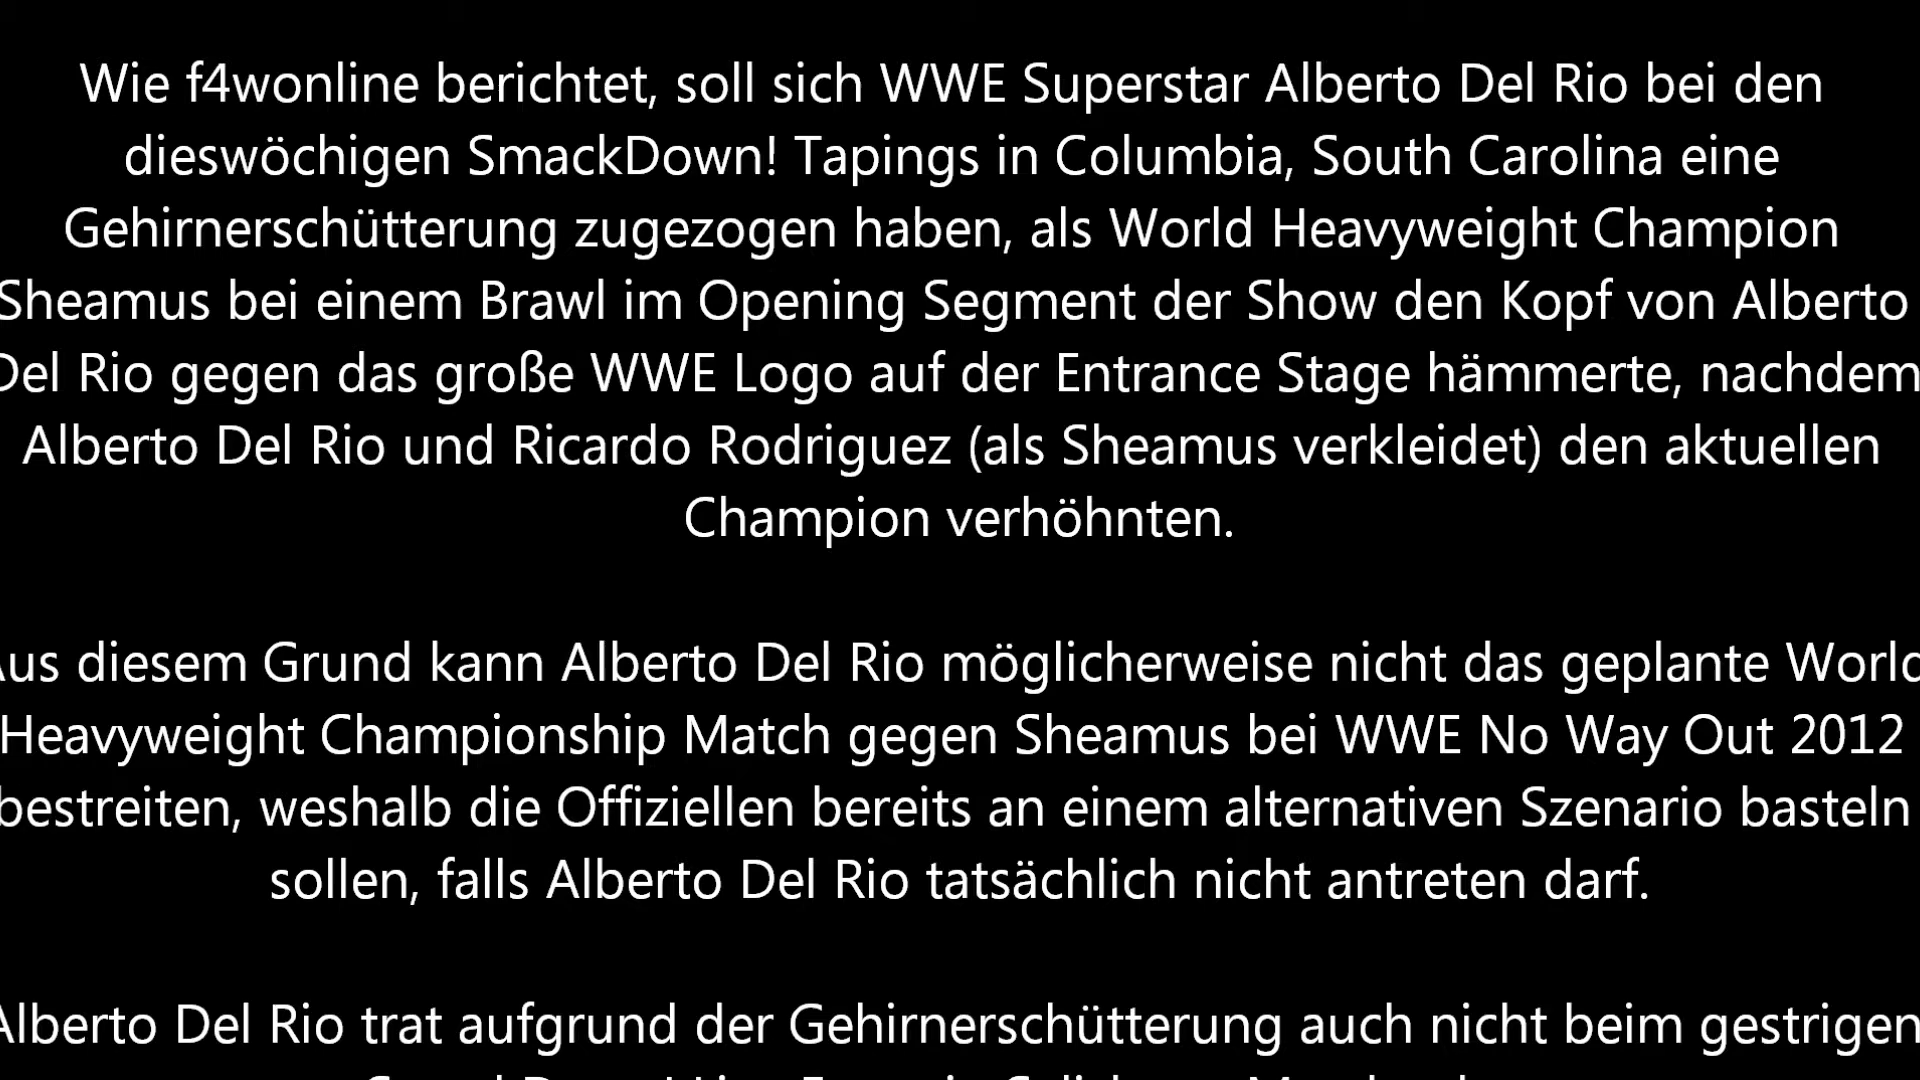 Wie f4wonline berichtet, soll sich WWE Superstar Alberto Del Rio bei den
dieswöchigen SmackDown! Tapings in Columbia, South Carolina eine
Gehirnerschütterung zugezogen haben, als World Heavyweight Champion
Sheamus bei einem Brawl im Opening Segment der Show den Kopf von Alberto
Del Rio gegen das große WWE Logo auf der Entrance Stage hämmerte, nachdem
Alberto Del Rio und Ricardo Rodriguez (als Sheamus verkleidet) den aktuellen
Champion verhöhnten.
Aus diesem Grund kann Alberto Del Rio möglicherweise nicht das geplante World
Heavyweight Championship Match gegen Sheamus bei WWE No Way Out 2012
bestreiten, weshalb die Offiziellen bereits an einem alternativen Szenario basteln
sollen, falls Alberto Del Rio tatsächlich nicht antreten darf.
Alberto Del Rio trat aufgrund der Gehirnerschütterung auch nicht beim gestrigen